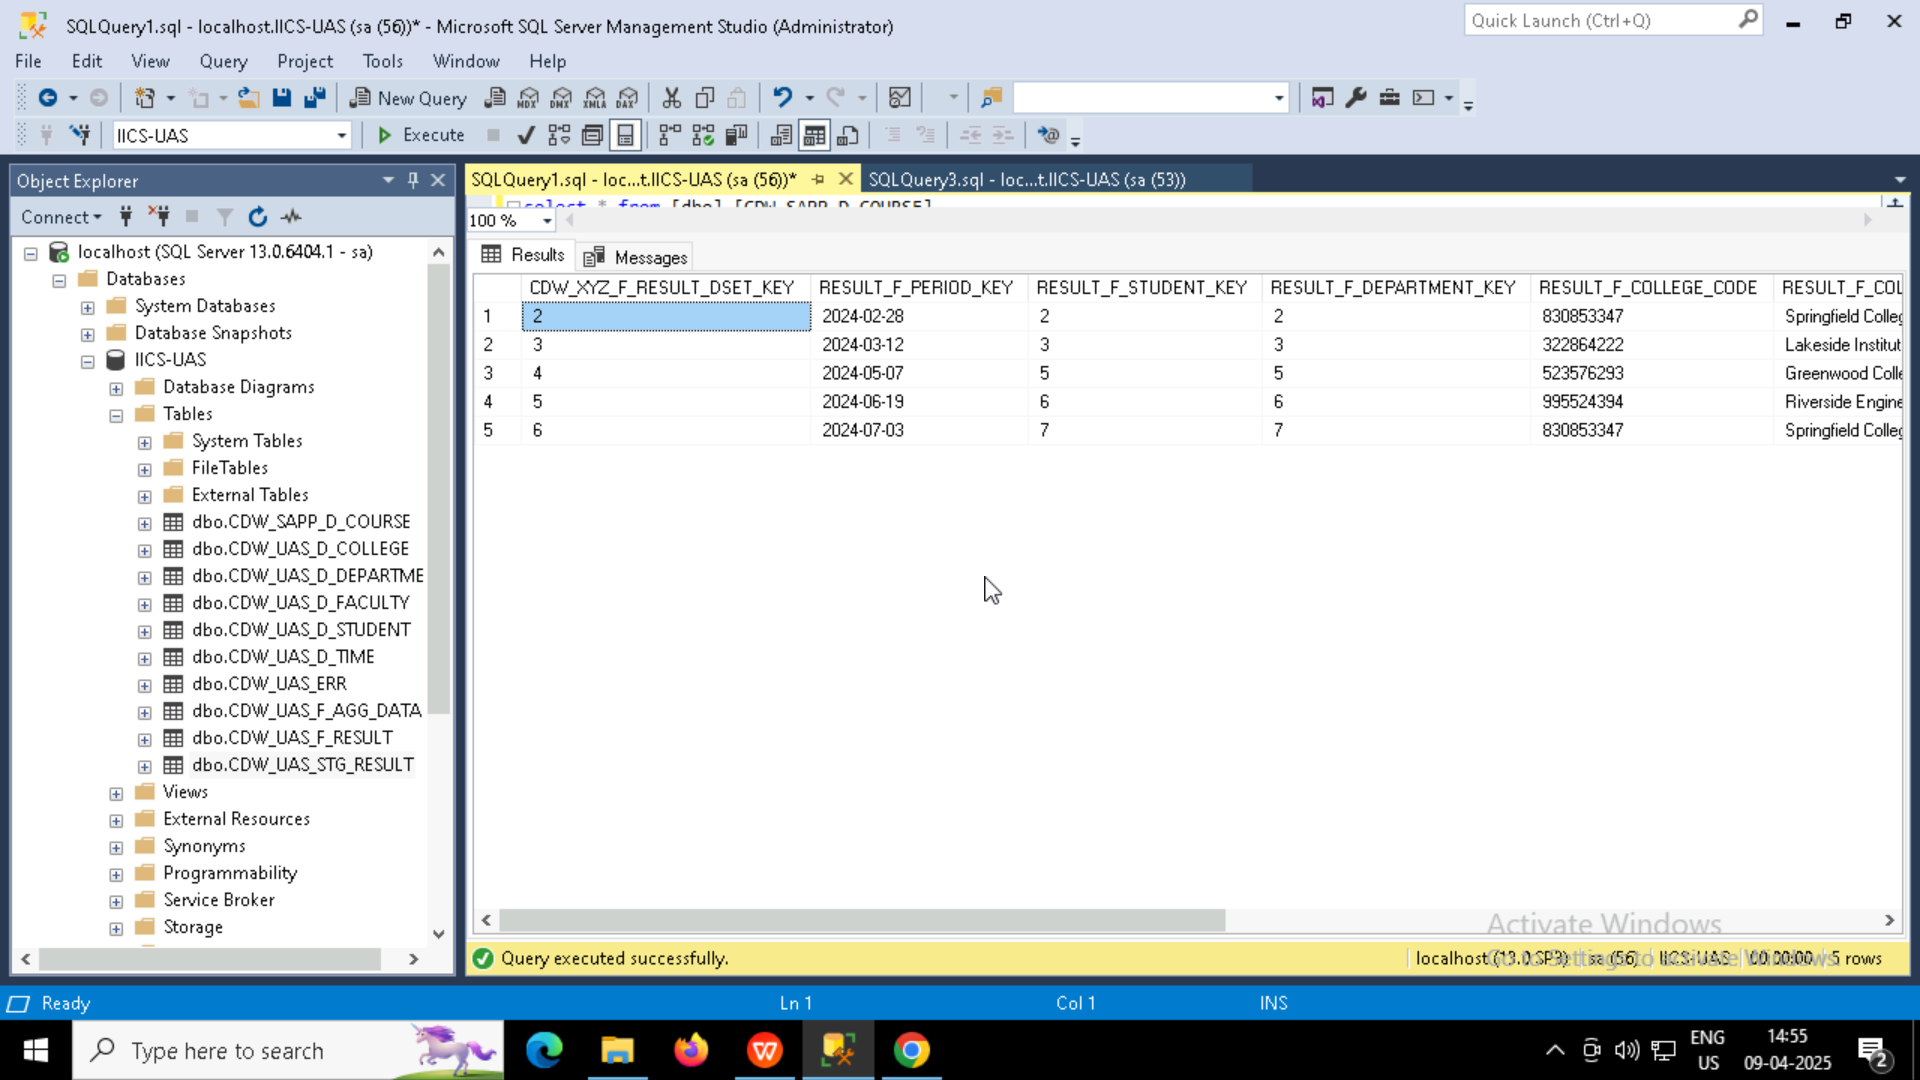 SQLQuery1.sql - localhost.IICS-UAS (sa (56))* - Microsoft SQL Server Management Studio (Administrator)
Quick Launch (Ctrl+Q)
File Edit View Query Project Tools Window Help
New Query MDX DMX XMLA DAX
IICS-UAS Execute
Object Explorer
Connect
localhost (SQL Server 13.0.6404.1 - sa)
Databases
System Databases
Database Snapshots
IICS-UAS
Database Diagrams
Tables
System Tables
FileTables
External Tables
dbo.CDW_SAPP_D_COURSE
dbo.CDW_UAS_D_COLLEGE
dbo.CDW_UAS_D_DEPARTME
dbo.CDW_UAS_D_FACULTY
dbo.CDW_UAS_D_STUDENT
dbo.CDW_UAS_D_TIME
dbo.CDW_UAS_ERR
dbo.CDW_UAS_F_AGG_DATA
dbo.CDW_UAS_F_RESULT
dbo.CDW_UAS_STG_RESULT
Views
External Resources
Synonyms
Programmability
Service Broker
Storage
SQLQuery1.sql - loc...t.IICS-UAS (sa (56))* SQLQuery3.sql - loc...t.IICS-UAS (sa (53))
select * from [dbo].[CDW_SAPP_D_COURSE]
100 %
Results Messages
CDW_XYZ_F_RESULT_DSET_KEY RESULT_F_PERIOD_KEY RESULT_F_STUDENT_KEY RESULT_F_DEPARTMENT_KEY RESULT_F_COLLEGE_CODE RESULT_F_COL
1 2 2024-02-28 2 2 830853347 Springfield Colleg
2 3 2024-03-12 3 3 322864222 Lakeside Institut
3 4 2024-05-07 5 5 523576293 Greenwood Colle
4 5 2024-06-19 6 6 995524394 Riverside Engine
5 6 2024-07-03 7 7 830853347 Springfield Colleg
Activate Windows
Go to Settings to activate Windows.
Query executed successfully. localhost (13.0 SP3) sa (56) IICS-UAS 00:00:00 5 rows
Ready Ln 1 Col 1 INS
Type here to search
ENG
US
14:55
09-04-2025
2